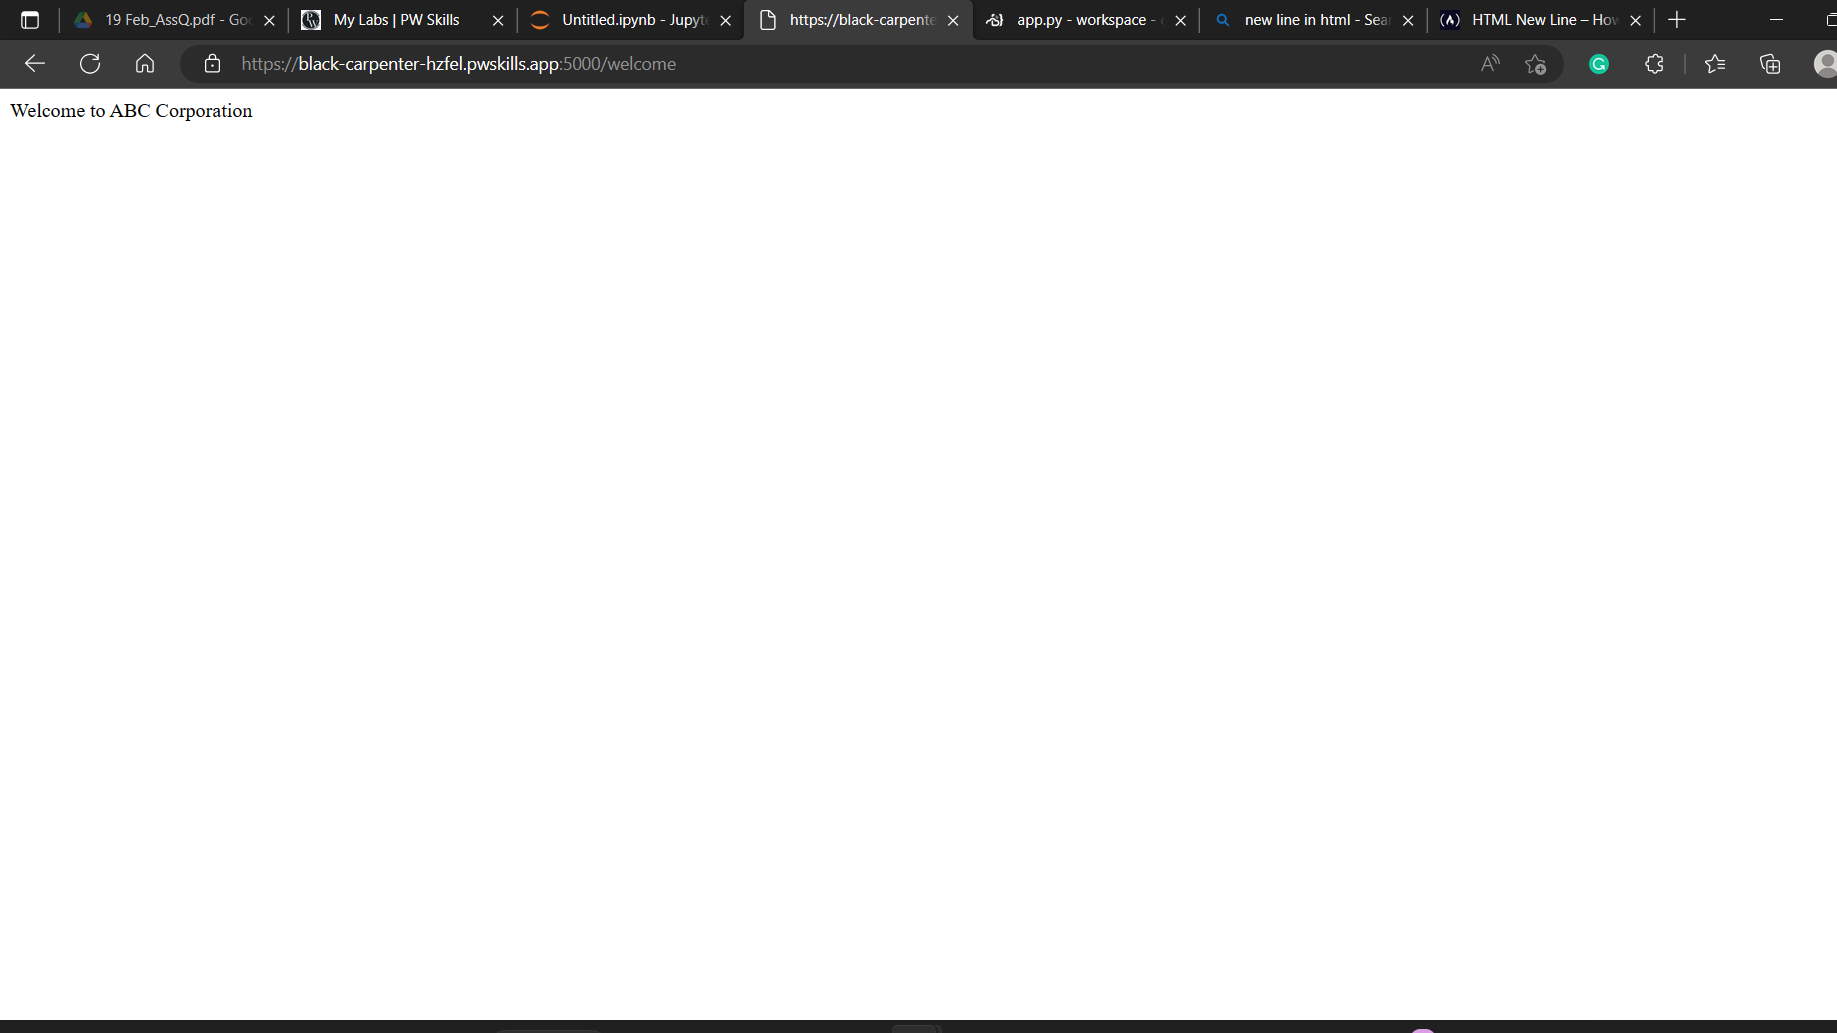 19 Feb_AssQ.pdf - Goo
My Labs | PW Skills
Untitled.ipynb - Jupyte
https://black-carpente
app.py - workspace -
new line in html - Sear
HTML New Line – How
https://black-carpenter-hzfel.pwskills.app:5000/welcome
Welcome to ABC Corporation